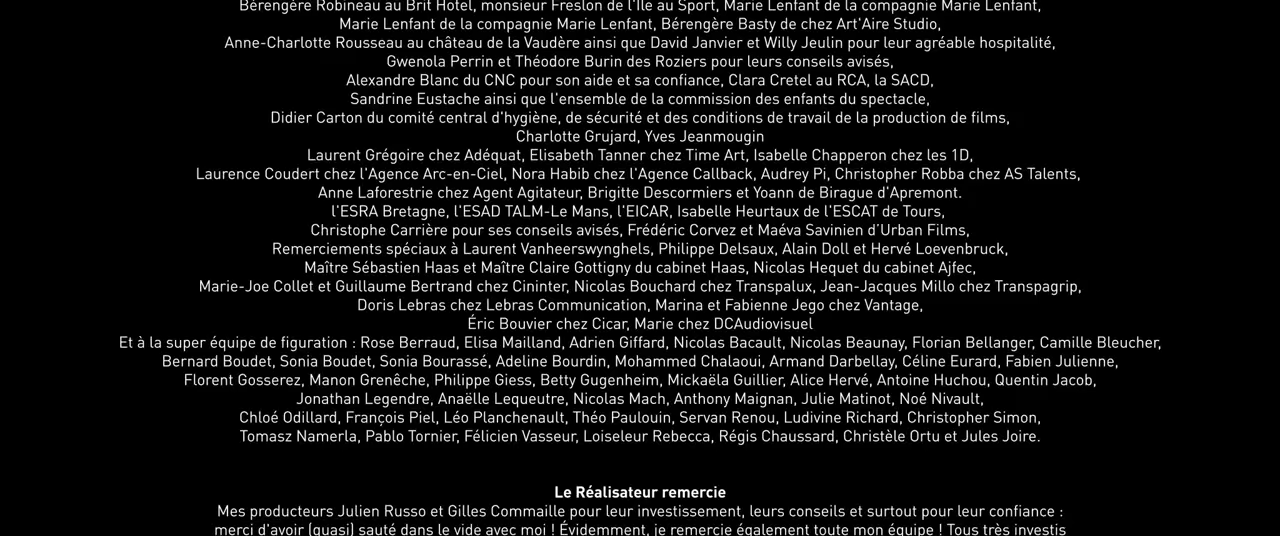 Bérengère Robineau au Brit Hotel, monsieur Freslon de l'Ile au Sport, Marie Lenfant de la compagnie Marie Lenfant,
Marie Lenfant de la compagnie Marie Lenfant, Bérengère Basty de chez Art'Aire Studio,
Anne-Charlotte Rousseau au château de la Vaudère ainsi que David Janvier et Willy Jeulin pour leur agréable hospitalité,
Gwenola Perrin et Théodore Burin des Roziers pour leurs conseils avisés,
Alexandre Blanc du CNC pour son aide et sa confiance, Clara Cretel au RCA, la SACD,
Sandrine Eustache ainsi que l'ensemble de la commission des enfants du spectacle,
Didier Carton du comité central d'hygiène, de sécurité et des conditions de travail de la production de films,
Charlotte Grujard, Yves Jeanmougin
Laurent Grégoire chez Adéquat, Elisabeth Tanner chez Time Art, Isabelle Chapperon chez les 1D,
Laurence Coudert chez l'Agence Arc-en-Ciel, Nora Habib chez l'Agence Callback, Audrey Pi, Christopher Robba chez AS Talents,
Anne Laforestrie chez Agent Agitateur, Brigitte Descormiers et Yoann de Birague d'Apremont.
l'ESRA Bretagne, l'ESAD TALM-Le Mans, l'EICAR, Isabelle Heurtaux de l'ESCAT de Tours,
Christophe Carrière pour ses conseils avisés, Frédéric Corvez et Maéva Savinien d’Urban Films,
Remerciements spéciaux à Laurent Vanheerswynghels, Philippe Delsaux, Alain Doll et Hervé Loevenbruck,
Maître Sébastien Haas et Maître Claire Gottigny du cabinet Haas, Nicolas Hequet du cabinet Ajfec,
Marie-Joe Collet et Guillaume Bertrand chez Cininter, Nicolas Bouchard chez Transpalux, Jean-Jacques Millo chez Transpagrip,
Doris Lebras chez Lebras Communication, Marina et Fabienne Jego chez Vantage,
Éric Bouvier chez Cicar, Marie chez DCAudiovisuel
Et à la super équipe de figuration : Rose Berraud, Elisa Mailland, Adrien Giffard, Nicolas Bacault, Nicolas Beaunay, Florian Bellanger, Camille Bleucher,
Bernard Boudet, Sonia Boudet, Sonia Bourassé, Adeline Bourdin, Mohammed Chalaoui, Armand Darbellay, Céline Eurard, Fabien Julienne,
Florent Gosserez, Manon Grenêche, Philippe Giess, Betty Gugenheim, Mickaëla Guillier, Alice Hervé, Antoine Huchou, Quentin Jacob,
Jonathan Legendre, Anaëlle Lequeutre, Nicolas Mach, Anthony Maignan, Julie Matinot, Noé Nivault,
Chloé Odillard, François Piel, Léo Planchenault, Théo Paulouin, Servan Renou, Ludivine Richard, Christopher Simon,
Tomasz Namerla, Pablo Tornier, Félicien Vasseur, Loiseleur Rebecca, Régis Chaussard, Christèle Ortu et Jules Joire.
Le Réalisateur remercie
Mes producteurs Julien Russo et Gilles Commaille pour leur investissement, leurs conseils et surtout pour leur confiance :
merci d'avoir (quasi) sauté dans le vide avec moi ! Évidemment, je remercie également toute mon équipe ! Tous très investis